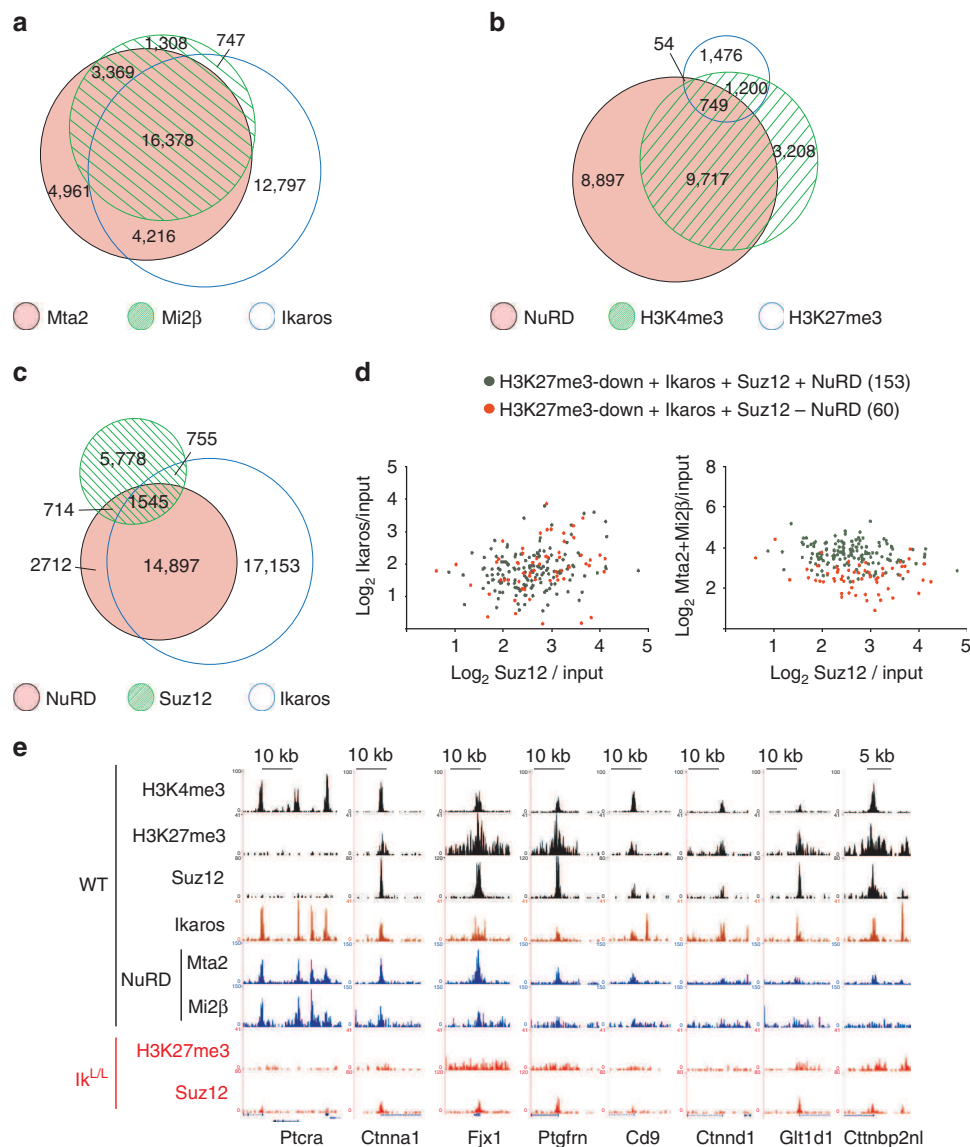 a
1,308
747
3,369
16,378
4,961
12,797
4,216
Mta2
Mi2β
Ikaros
b
54
1,476
1,200
749
3,208
8,897
9,717
NuRD
H3K4me3
H3K27me3
c
755
5,778
1545
714
2712
14,897
17,153
NuRD
Suz12
Ikaros
d
H3K27me3-down + Ikaros + Suz12 + NuRD (153)
H3K27me3-down + Ikaros + Suz12 – NuRD (60)
Log2 Ikaros/input
5
4
3
2
1
1 2 3 4 5
Log2 Suz12 / input
Log2 Mta2+Mi2β/input
8
6
4
2
1 2 3 4 5
Log2 Suz12 / input
e
10 kb 10 kb 10 kb 10 kb 10 kb 10 kb 10 kb 5 kb
WT
H3K4me3
H3K27me3
Suz12
Ikaros
NuRD
Mta2
Mi2β
IkL/L
H3K27me3
Suz12
Ptcra Ctnna1 Fjx1 Ptgfrn Cd9 Ctnnd1 Glt1d1 Cttnbp2nl